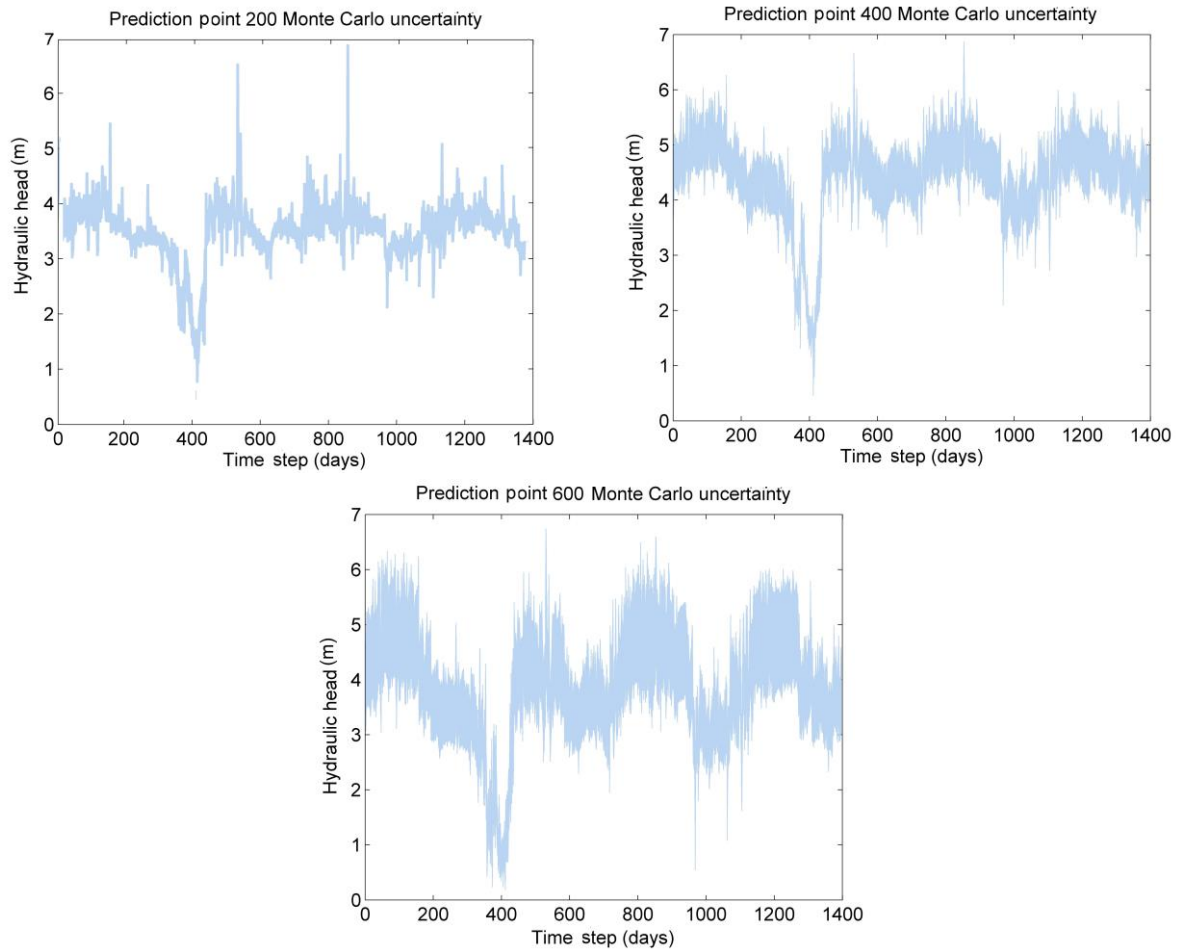 Prediction point 200 Monte Carlo uncertainty
7
6
5
4
3
2
1
0
Hydraulic head (m)
0 200 400 600 800 1000 1200 1400
Time step (days)
Prediction point 400 Monte Carlo uncertainty
7
6
5
4
3
2
1
0
Hydraulic head (m)
0 200 400 600 800 1000 1200 1400
Time step (days)
Prediction point 600 Monte Carlo uncertainty
7
6
5
4
3
2
1
0
Hydraulic head (m)
0 200 400 600 800 1000 1200 1400
Time step (days)